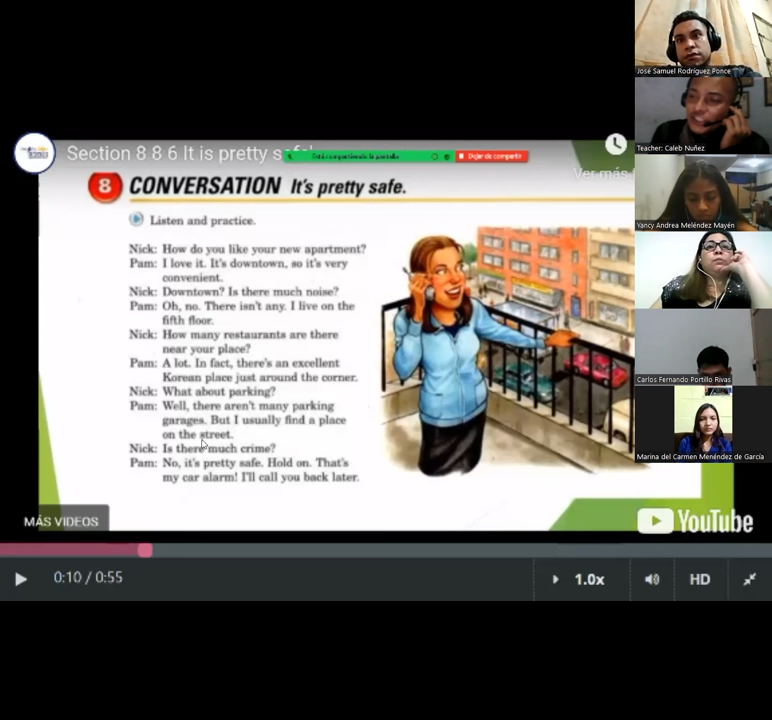 José Samuel Rodríguez Ponce
Teacher: Caleb Nuñez
Section 8 8 6 It is pretty safe!
Está compartiendo la pantalla
Dejar de compartir
Ver más
8 CONVERSATION It's pretty safe.
Listen and practice.
Nick: How do you like your new apartment?
Pam: I love it. It's downtown, so it's very
convenient.
Nick: Downtown? Is there much noise?
Pam: Oh, no. There isn't any. I live on the
fifth floor.
Nick: How many restaurants are there
near your place?
Pam: A lot. In fact, there's an excellent
Korean place just around the corner.
Nick: What about parking?
Pam: Well, there aren't many parking
garages. But I usually find a place
on the street.
Nick: Is there much crime?
Pam: No, it's pretty safe. Hold on. That's
my car alarm! I'll call you back later.
Yancy Andrea Meléndez Mayén
Carlos Fernando Portillo Rivas
Marina del Carmen Menéndez de García
MÁS VIDEOS
YouTube
0:10 / 0:55
1.0x
HD